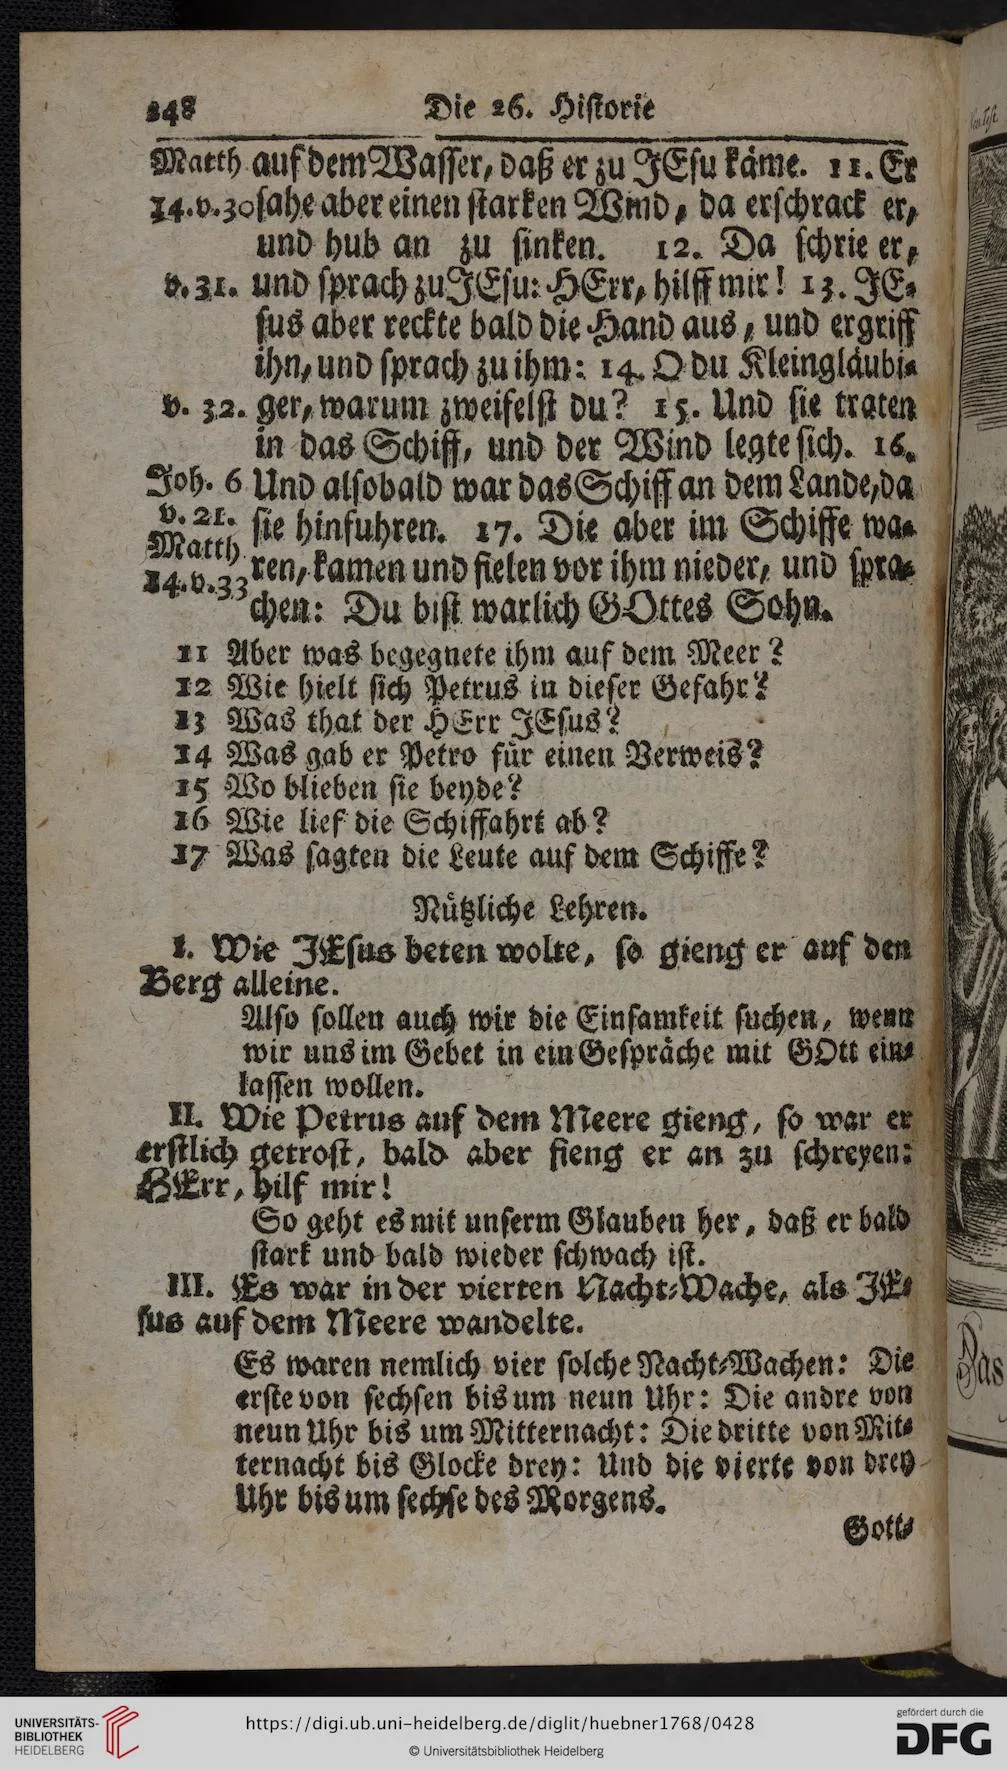 248 Die 26. Historie
Matth auf dem Wasser, daß er zu JEsu käme. 11. Er
14.v.30 sahe aber einen starken Wind, da erschrack er,
und hub an zu sinken. 12. Da schrie er,
v. 31. und sprach zu JEsu: HErr, hilff mir! 13. JE-
sus aber reckte bald die Hand aus, und ergriff
ihn, und sprach zu ihm: 14. O du Kleingläubi-
v. 32. ger, warum zweifelst du? 15. Und sie traten
in das Schiff, und der Wind legte sich. 16.
Joh. 6 Und alsobald war das Schiff an dem Lande, da
v. 21. sie hinfuhren. 17. Die aber im Schiffe wa-
Matth
14.v.33 ren, kamen und fielen vor ihm nieder, und spra-
chen: Du bist warlich GOttes Sohn.
11 Aber was begegnete ihm auf dem Meer?
12 Wie hielt sich Petrus in dieser Gefahr?
13 Was that der HErr JEsus?
14 Was gab er Petro für einen Verweis?
15 Wo blieben sie beyde?
16 Wie lief die Schiffahrt ab?
17 Was sagten die Leute auf dem Schiffe?
Nützliche Lehren.
I. Wie JEsus beten wolte, so gieng er auf den
Berg alleine.
Also sollen auch wir die Einsamkeit suchen, wenn
wir uns im Gebet in ein Gespräche mit GOtt ein-
lassen wollen.
II. Wie Petrus auf dem Meere gieng, so war er
erstlich getrost, bald aber fieng er an zu schreyen:
HErr, hilf mir!
So geht es mit unserm Glauben her, daß er bald
stark und bald wieder schwach ist.
III. Es war in der vierten Nacht-Wache, als JE-
sus auf dem Meere wandelte.
Es waren nemlich vier solche Nacht-Wachen: Die
erste von sechsen bis um neun Uhr: Die andre von
neun Uhr bis um Mitternacht: Die dritte von Mit-
ternacht bis Glocke drey: Und die vierte von drey
Uhr bis um sechse des Morgens.
Gott-
Das
UNIVERSITÄTS-
BIBLIOTHEK
HEIDELBERG
https://digi.ub.uni-heidelberg.de/diglit/huebner1768/0428
© Universitätsbibliothek Heidelberg
gefördert durch die
DFG